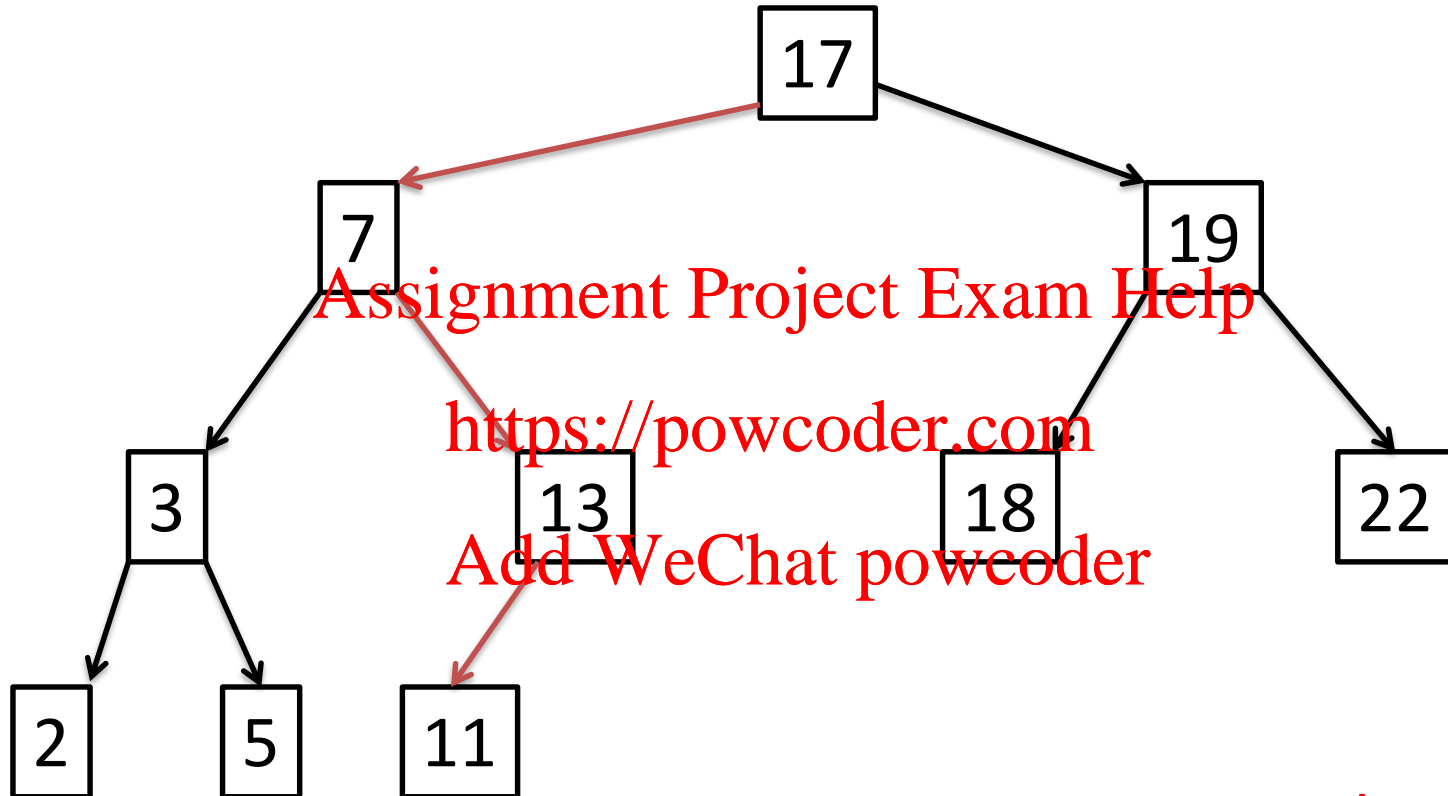 17
7 19
Assignment Project Exam Help
https://powcoder.com
3 13 18 22
Add WeChat powcoder
2 5 11